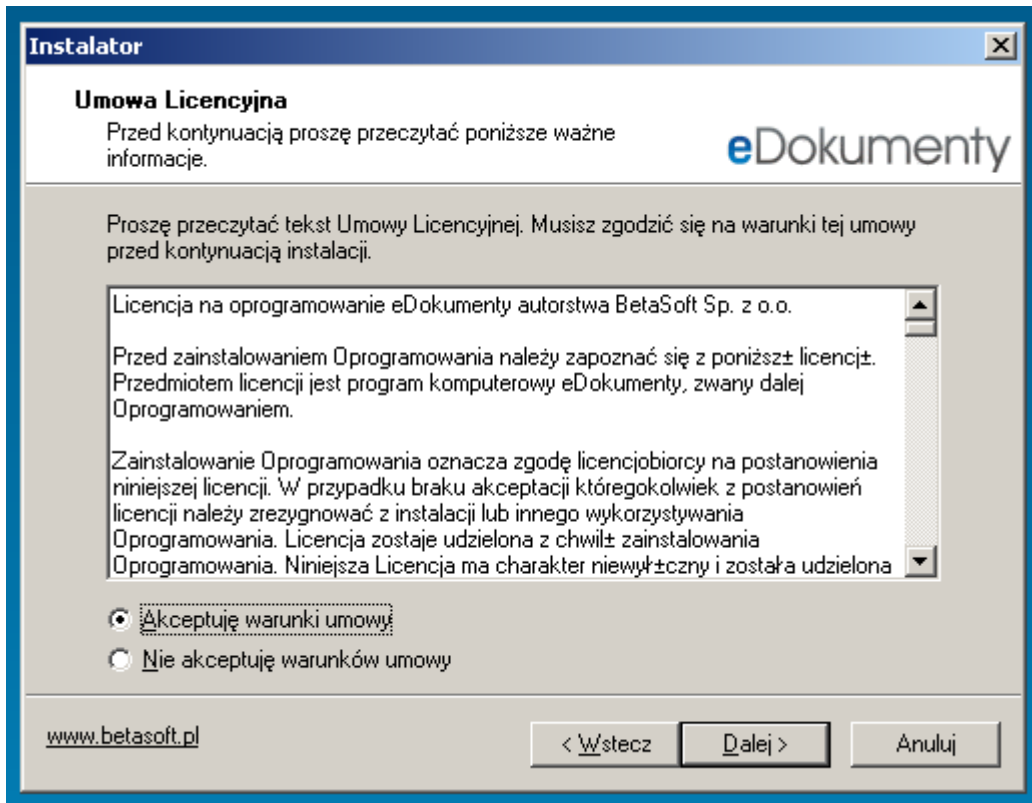 Instalator
Umowa Licencyjna
Przed kontynuacją proszę przeczytać poniższe ważne
informacje.
eDokumenty
Proszę przeczytać tekst Umowy Licencyjnej. Musisz zgodzić się na warunki tej umowy
przed kontynuacją instalacji.
Licencja na oprogramowanie eDokumenty autorstwa BetaSoft Sp. z o.o.
Przed zainstalowaniem Oprogramowania należy zapoznać się z poniższ± licencj±.
Przedmiotem licencji jest program komputerowy eDokumenty, zwany dalej
Oprogramowaniem.
Zainstalowanie Oprogramowania oznacza zgodę licencjobiorcy na postanowienia
niniejszej licencji. W przypadku braku akceptacji któregokolwiek z postanowień
licencji należy zrezygnować z instalacji lub innego wykorzystywania
Oprogramowania. Licencja zostaje udzielona z chwil± zainstalowania
Oprogramowania. Niniejsza Licencja ma charakter niewył±czny i została udzielona
Akceptuję warunki umowy
Nie akceptuję warunków umowy
www.betasoft.pl
< Wstecz
Dalej >
Anuluj